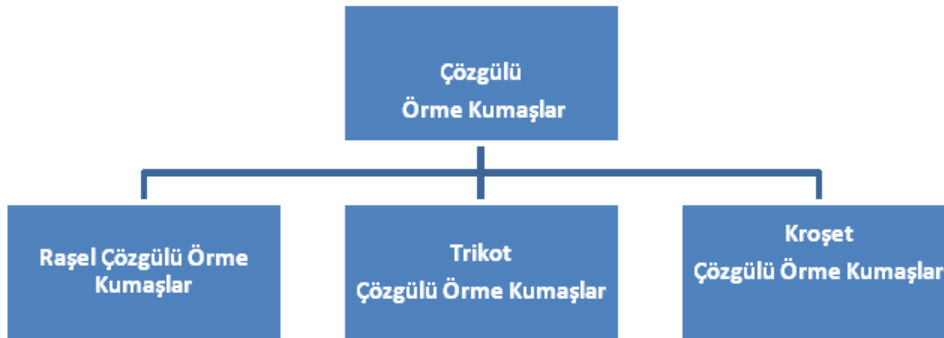 Çözgülü
Örme Kumaşlar
Raşel Çözgülü Örme
Kumaşlar
Trikot
Çözgülü Örme Kumaşlar
Kroşet
Çözgülü Örme Kumaşlar